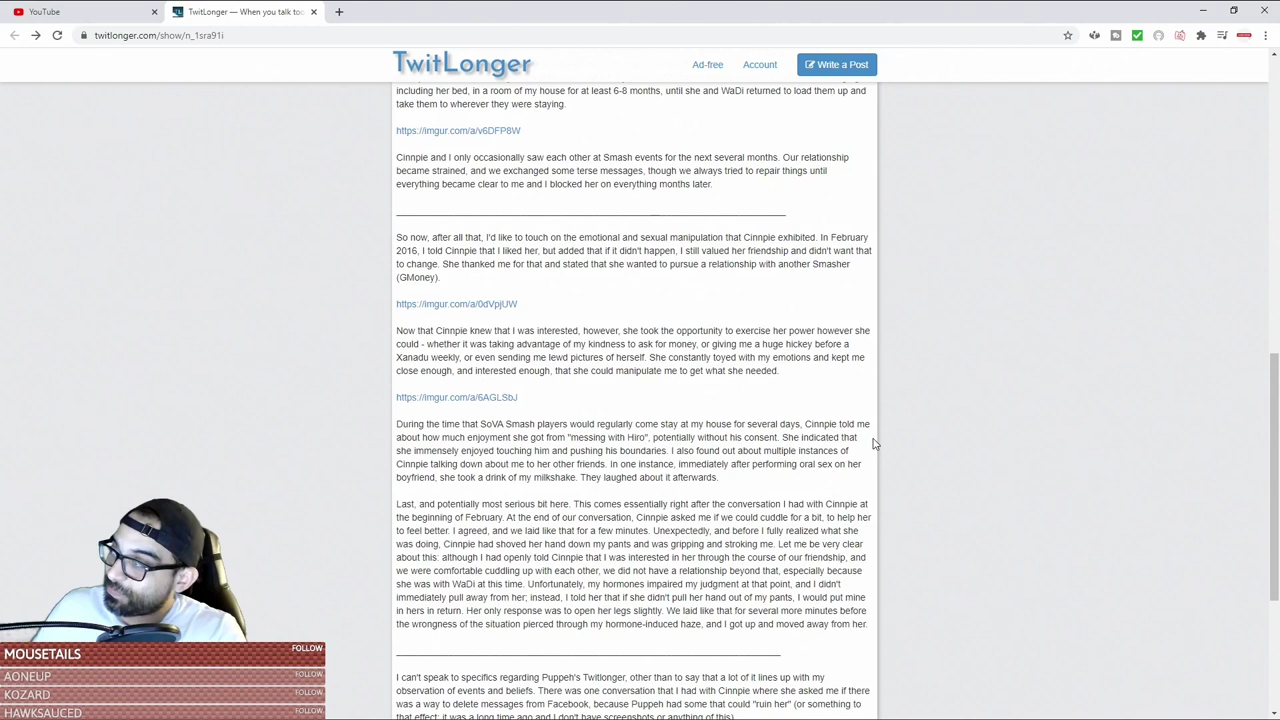 YouTube
TwitLonger — When you talk too
twitlonger.com/show/n_1sra91i
TwitLonger
Ad-free
Account
Write a Post
including her bed, in a room of my house for at least 6-8 months, until she and WaDi returned to load them up and
take them to wherever they were staying.
https://imgur.com/a/v6DFP8W
Cinnpie and I only occasionally saw each other at Smash events for the next several months. Our relationship
became strained, and we exchanged some terse messages, though we always tried to repair things until
everything became clear to me and I blocked her on everything months later.
So now, after all that, I'd like to touch on the emotional and sexual manipulation that Cinnpie exhibited. In February
2016, I told Cinnpie that I liked her, but added that if it didn't happen, I still valued her friendship and didn't want that
to change. She thanked me for that and stated that she wanted to pursue a relationship with another Smasher
(GMoney).
https://imgur.com/a/0dVpjUW
Now that Cinnpie knew that I was interested, however, she took the opportunity to exercise her power however she
could - whether it was taking advantage of my kindness to ask for money, or giving me a huge hickey before a
Xanadu weekly, or even sending me lewd pictures of herself. She constantly toyed with my emotions and kept me
close enough, and interested enough, that she could manipulate me to get what she needed.
https://imgur.com/a/6AGLSbJ
During the time that SoVA Smash players would regularly come stay at my house for several days, Cinnpie told me
about how much enjoyment she got from "messing with Hiro", potentially without his consent. She indicated that
she immensely enjoyed touching him and pushing his boundaries. I also found out about multiple instances of
Cinnpie talking down about me to her other friends. In one instance, immediately after performing oral sex on her
boyfriend, she took a drink of my milkshake. They laughed about it afterwards.
Last, and potentially most serious bit here. This comes essentially right after the conversation I had with Cinnpie at
the beginning of February. At the end of our conversation, Cinnpie asked me if we could cuddle for a bit, to help her
to feel better. I agreed, and we laid like that for a few minutes. Unexpectedly, and before I fully realized what she
was doing, Cinnpie had shoved her hand down my pants and was gripping and stroking me. Let me be very clear
about this: although I had openly told Cinnpie that I was interested in her through the course of our friendship, and
we were comfortable cuddling up with each other, we did not have a relationship beyond that, especially because
she was with WaDi at this time. Unfortunately, my hormones impaired my judgment at that point, and I didn't
immediately pull away from her; instead, I told her that if she didn't pull her hand out of my pants, I would put mine
in hers in return. Her only response was to open her legs slightly. We laid like that for several more minutes before
the wrongness of the situation pierced through my hormone-induced haze, and I got up and moved away from her.
I can't speak to specifics regarding Puppeh's Twitlonger, other than to say that a lot of it lines up with my
observation of events and beliefs. There was one conversation that I had with Cinnpie where she asked me if there
was a way to delete messages from Facebook, because Puppeh had some that could "ruin her" (or something to
that effect; it was a long time ago and I don't have screenshots or anything of this).
MOUSETAILS FOLLOW
AONEUP FOLLOW
KOZARD FOLLOW
HAWKSAUCED FOLLOW